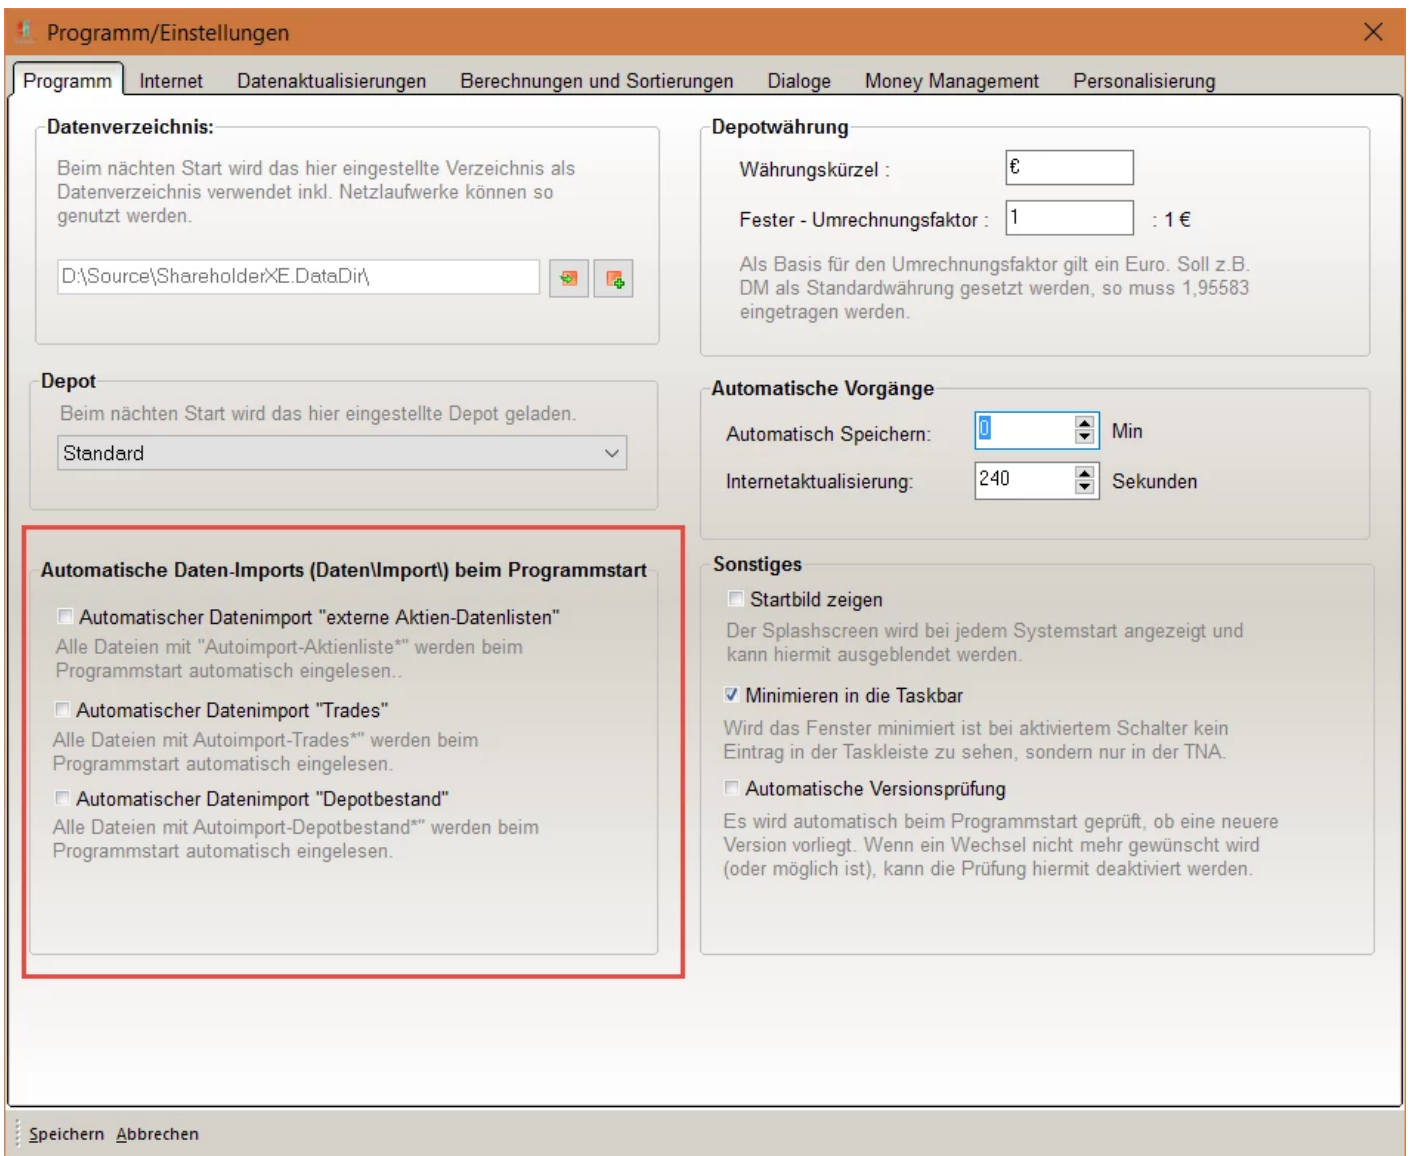 Programm/Einstellungen
Programm Internet Datenaktualisierungen Berechnungen und Sortierungen Dialoge Money Management Personalisierung
Datenverzeichnis:
Beim nächten Start wird das hier eingestellte Verzeichnis als
Datenverzeichnis verwendet inkl. Netzlaufwerke können so
genutzt werden.
D:\Source\ShareholderXE.DataDir\
Depot
Beim nächten Start wird das hier eingestellte Depot geladen.
Standard
Automatische Daten-Imports (Daten\Import\) beim Programmstart
Automatischer Datenimport "externe Aktien-Datenlisten"
Alle Dateien mit "Autoimport-Aktienliste*" werden beim
Programmstart automatisch eingelesen..
Automatischer Datenimport "Trades"
Alle Dateien mit Autoimport-Trades*" werden beim
Programmstart automatisch eingelesen.
Automatischer Datenimport "Depotbestand"
Alle Dateien mit Autoimport-Depotbestand*" werden beim
Programmstart automatisch eingelesen.
Depotwährung
Währungskürzel : €
Fester - Umrechnungsfaktor : 1 : 1 €
Als Basis für den Umrechnungsfaktor gilt ein Euro. Soll z.B.
DM als Standardwährung gesetzt werden, so muss 1,95583
eingetragen werden.
Automatische Vorgänge
Automatisch Speichern: 0 Min
Internetaktualisierung: 240 Sekunden
Sonstiges
Startbild zeigen
Der Splashscreen wird bei jedem Systemstart angezeigt und
kann hiermit ausgeblendet werden.
Minimieren in die Taskbar
Wird das Fenster minimiert ist bei aktiviertem Schalter kein
Eintrag in der Taskleiste zu sehen, sondern nur in der TNA.
Automatische Versionsprüfung
Es wird automatisch beim Programmstart geprüft, ob eine neuere
Version vorliegt. Wenn ein Wechsel nicht mehr gewünscht wird
(oder möglich ist), kann die Prüfung hiermit deaktiviert werden.
Speichern Abbrechen